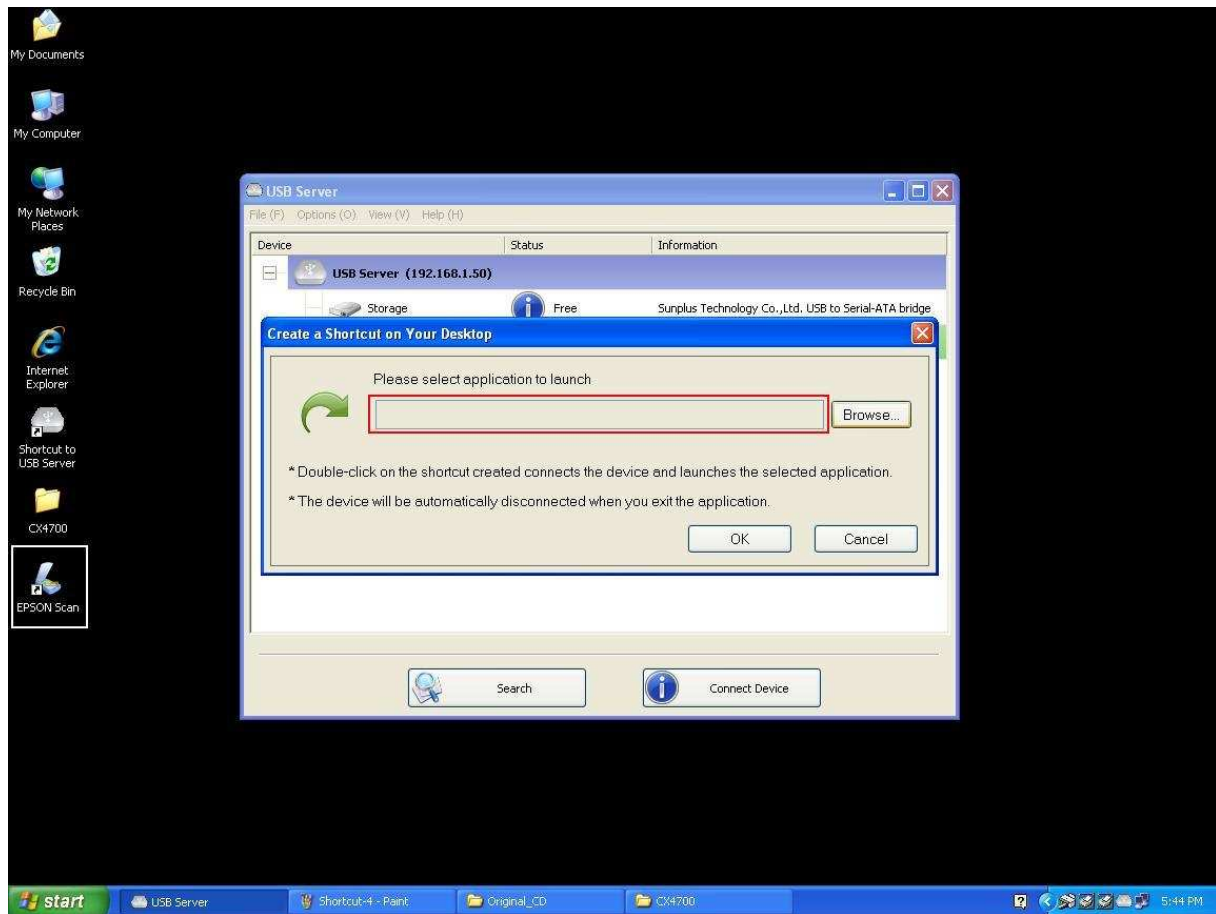 My Documents
My Computer
My Network
Places
Recycle Bin
Internet
Explorer
Shortcut to
USB Server
CX4700
EPSON Scan
USB Server
File (F) Options (O) View (V) Help (H)
Device Status Information
USB Server (192.168.1.50)
Storage Free Sunplus Technology Co.,Ltd. USB to Serial-ATA bridge
Create a Shortcut on Your Desktop
Please select application to launch
Browse...
* Double-click on the shortcut created connects the device and launches the selected application.
* The device will be automatically disconnected when you exit the application.
OK Cancel
Search Connect Device
start USB Server Shortcut-4 - Paint Original_CD CX4700 5:44 PM